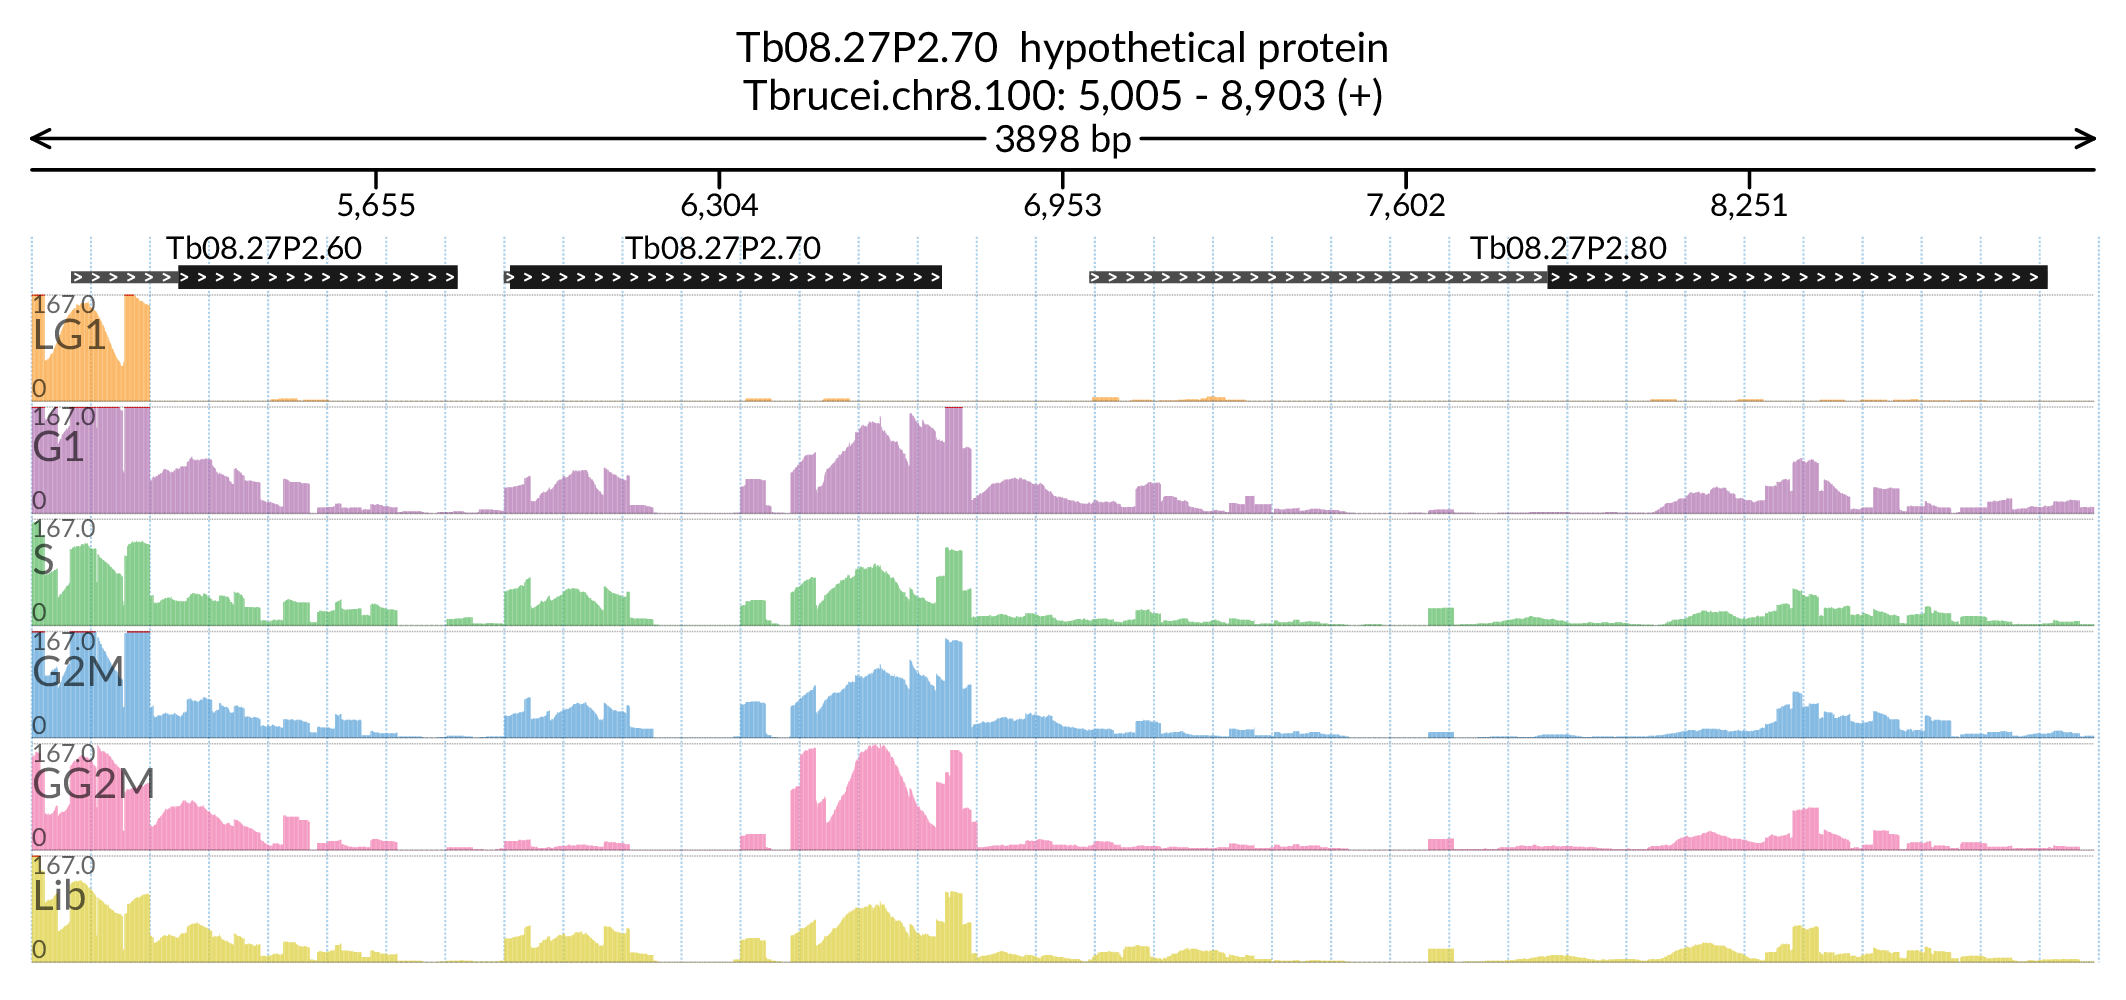 Tb08.27P2.70 hypothetical protein
Tbrucei.chr8.100: 5,005 - 8,903 (+)
3898 bp
5,655 6,304 6,953 7,602 8,251
Tb08.27P2.60 Tb08.27P2.70 Tb08.27P2.80
167.0
LG1
0
167.0
G1
0
167.0
S
0
167.0
G2M
0
167.0
GG2M
0
167.0
Lib
0